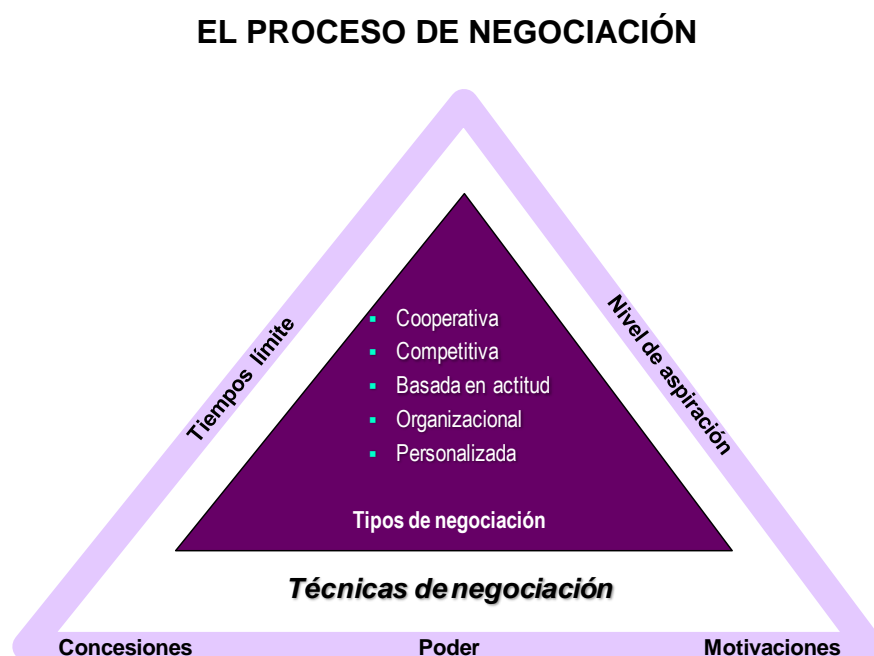 EL PROCESO DE NEGOCIACIÓN
Tiempos límite
Nivel de aspiración
▪ Cooperativa
▪ Competitiva
▪ Basada en actitud
▪ Organizacional
▪ Personalizada
Tipos de negociación
Técnicas de negociación
Concesiones Poder Motivaciones